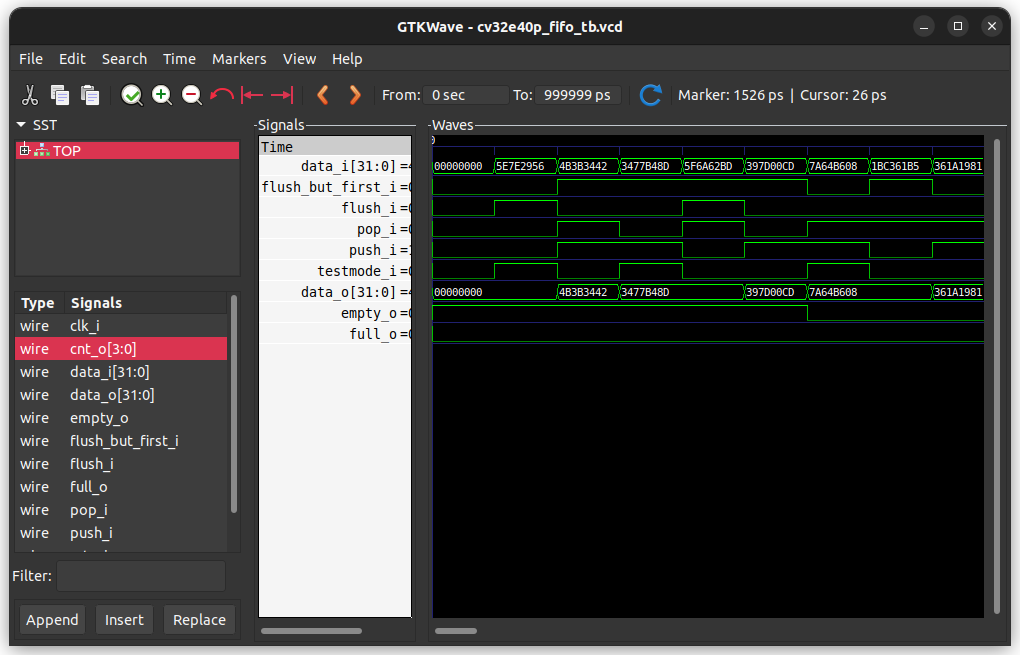 GTKWave - cv32e40p_fifo_tb.vcd
File Edit Search Time Markers View Help
From: 0 sec To: 999999 ps Marker: 1526 ps | Cursor: 26 ps
SST
TOP
Type Signals
wire clk_i
wire cnt_o[3:0]
wire data_i[31:0]
wire data_o[31:0]
wire empty_o
wire flush_but_first_i
wire flush_i
wire full_o
wire pop_i
wire push_i
Filter:
Append Insert Replace
Signals
Time
data_i[31:0] =4
flush_but_first_i =0
flush_i =0
pop_i =0
push_i =1
testmode_i =0
data_o[31:0] =4
empty_o =0
full_o =0
Waves
0
00000000 5E7E2956 4B3B3442 3477B48D 5F6A62BD 397D00CD 7A64B608 1BC361B5 361A1981
00000000 4B3B3442 3477B48D 397D00CD 7A64B608 361A1981